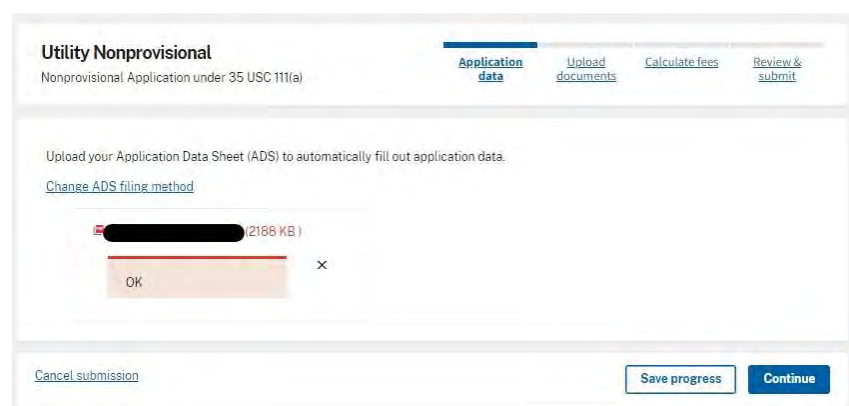 Utility Nonprovisional
Nonprovisional Application under 35 USC 111(a)
Application data
Upload documents
Calculate fees
Review & submit
Upload your Application Data Sheet (ADS) to automatically fill out application data.
Change ADS filing method
(2188 KB )
OK
Cancel submission
Save progress
Continue